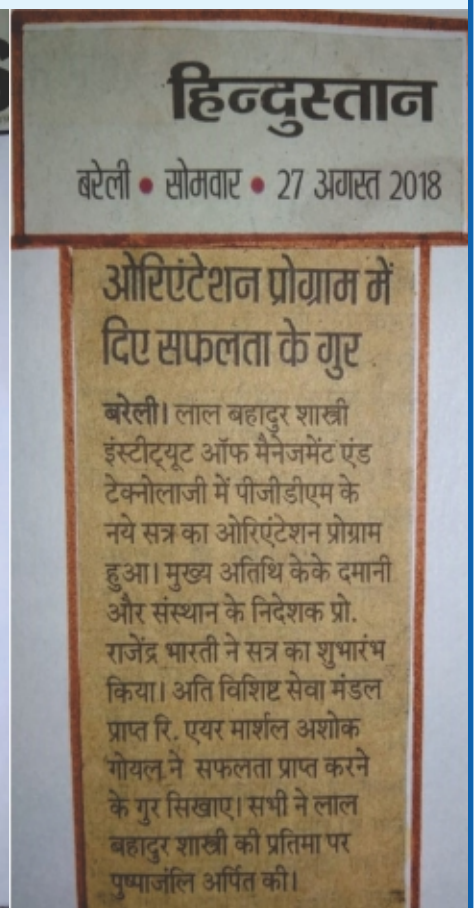 हिन्दुस्तान
बरेली • सोमवार • 27 अगस्त 2018
ओरिएंटेशन प्रोग्राम में
दिए सफलता के गुर
बरेली। लाल बहादुर शास्त्री
इंस्टीट्यूट ऑफ मैनेजमेंट एंड
टेक्नोलाजी में पीजीडीएम के
नये सत्र का ओरिएंटेशन प्रोग्राम
हुआ। मुख्य अतिथि केके दमानी
और संस्थान के निदेशक प्रो.
राजेंद्र भारती ने सत्र का शुभारंभ
किया। अति विशिष्ट सेवा मंडल
प्राप्त रि. एयर मार्शल अशोक
गोयल ने सफलता प्राप्त करने
के गुर सिखाए। सभी ने लाल
बहादुर शास्त्री की प्रतिमा पर
पुष्पाजंलि अर्पित की।